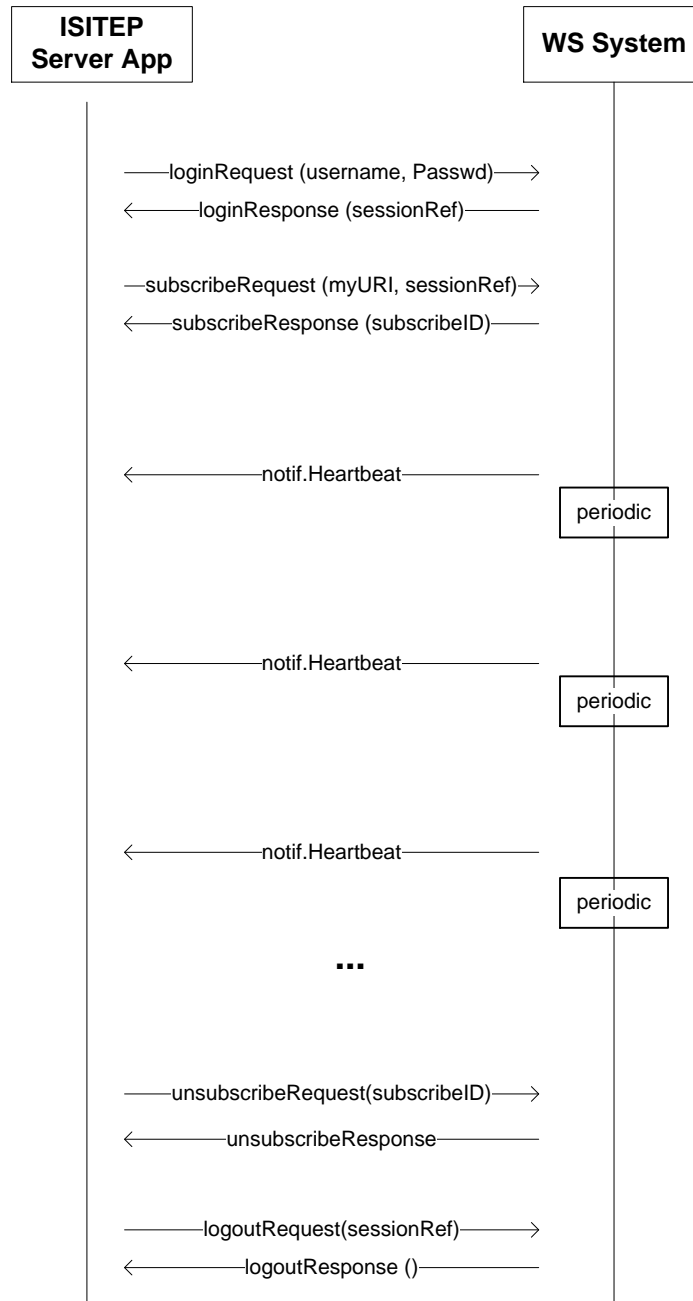 ISITEP
Server App
WS System
loginRequest (username, Passwd)
loginResponse (sessionRef)
subscribeRequest (myURI, sessionRef)
subscribeResponse (subscribeID)
notif.Heartbeat
periodic
notif.Heartbeat
periodic
notif.Heartbeat
periodic
...
unsubscribeRequest(subscribeID)
unsubscribeResponse
logoutRequest(sessionRef)
logoutResponse ()